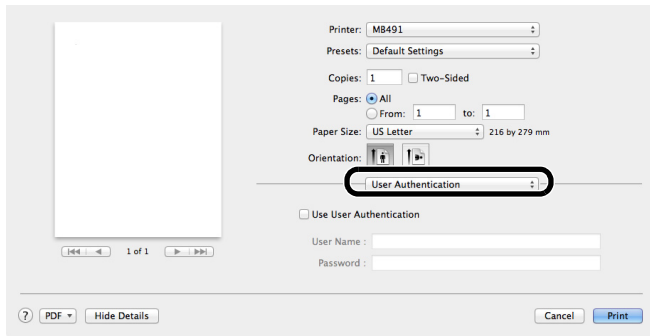 Printer: MB491
Presets: Default Settings
Copies: 1 Two-Sided
Pages: All
From: 1 to: 1
Paper Size: US Letter 216 by 279 mm
Orientation:
User Authentication
Use User Authentication
User Name :
Password :
1 of 1
? PDF Hide Details Cancel Print